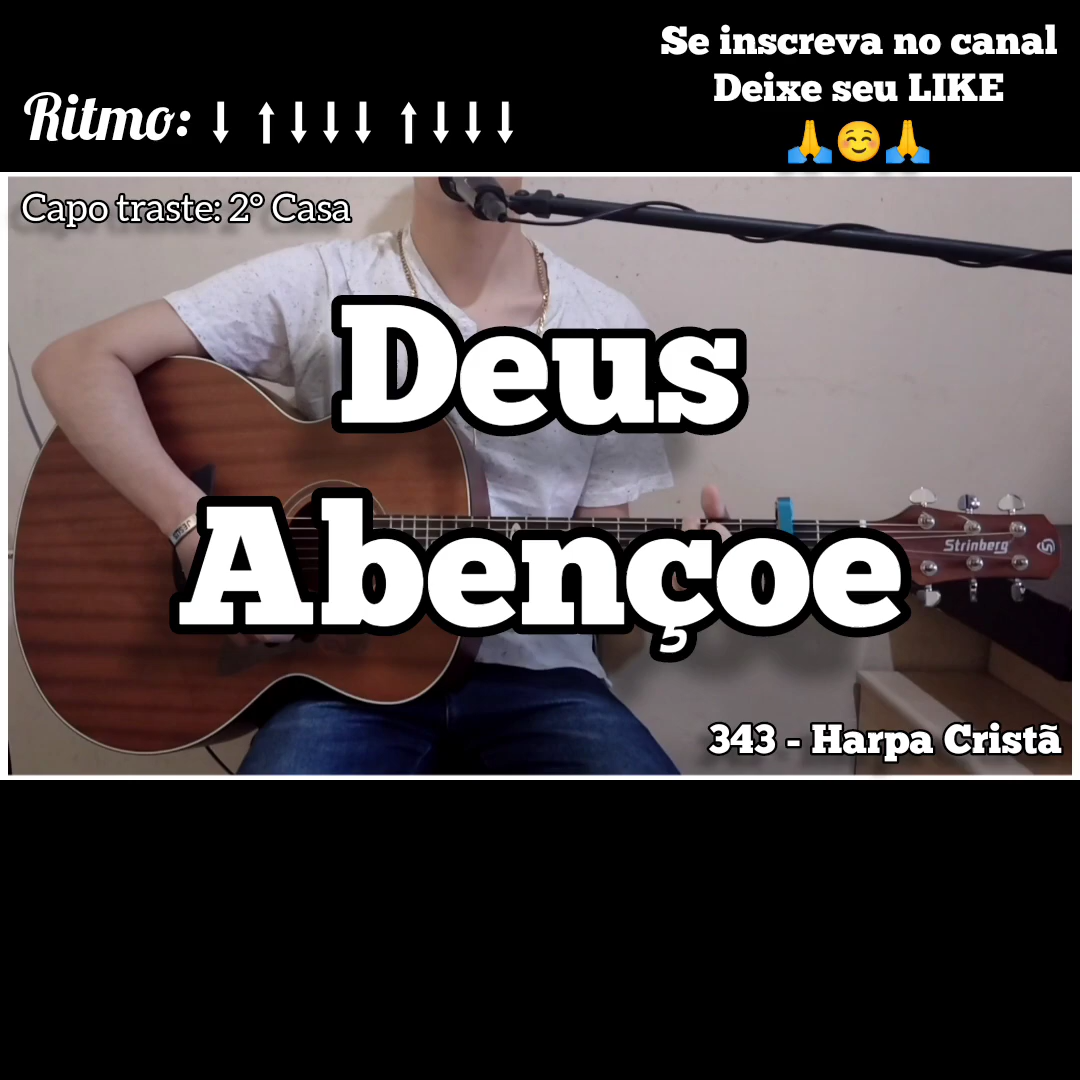 Se inscreva no canal
Deixe seu LIKE
🙏☺️🙏
Ritmo: ↓ ↑↓↓↓ ↑↓↓↓
Capo traste: 2° Casa
Deus
Abençoe
Strinberg
343 - Harpa Cristã